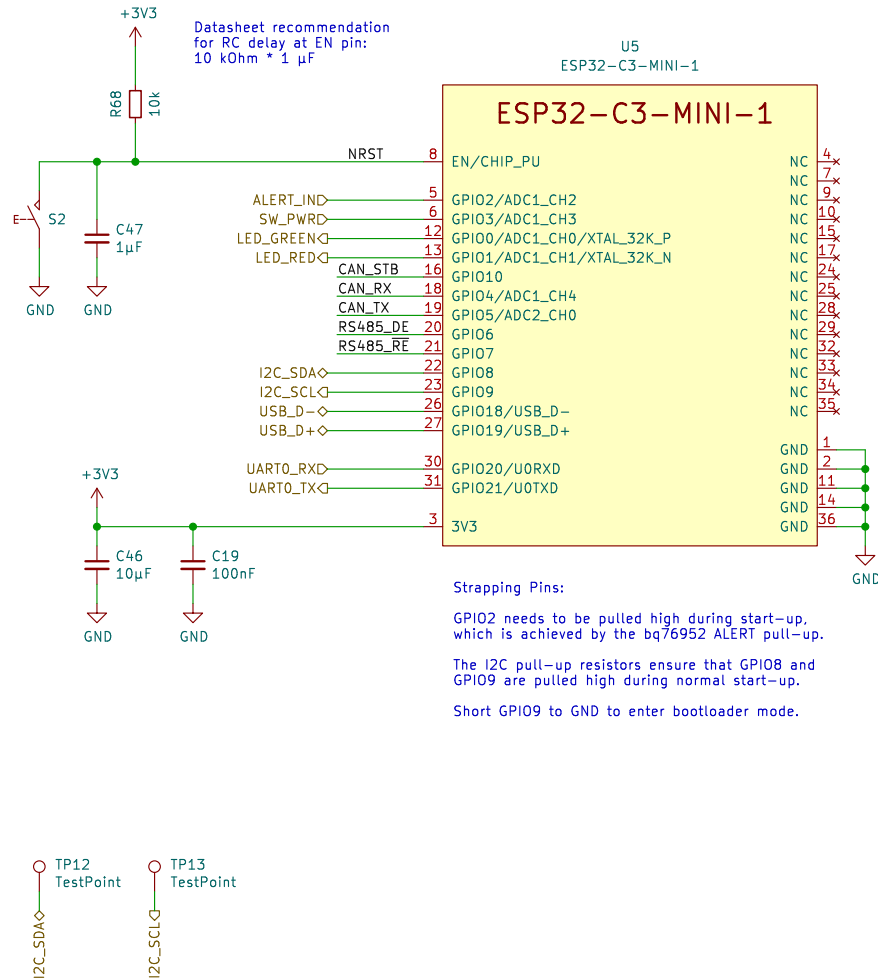 +3V3
Datasheet recommendation
for RC delay at EN pin:
10 kOhm * 1 µF
R68
10k
U5
ESP32-C3-MINI-1
ESP32-C3-MINI-1
NRST 8 EN/CHIP_PU
ALERT_IN 5 GPIO2/ADC1_CH2
SW_PWR 6 GPIO3/ADC1_CH3
LED_GREEN 12 GPIO0/ADC1_CH0/XTAL_32K_P
LED_RED 13 GPIO1/ADC1_CH1/XTAL_32K_N
CAN_STB 16 GPIO10
CAN_RX 18 GPIO4/ADC1_CH4
CAN_TX 19 GPIO5/ADC2_CH0
RS485_DE 20 GPIO6
RS485_RE 21 GPIO7
I2C_SDA 22 GPIO8
I2C_SCL 23 GPIO9
USB_D- 26 GPIO18/USB_D-
USB_D+ 27 GPIO19/USB_D+
UART0_RX 30 GPIO20/U0RXD
UART0_TX 31 GPIO21/U0TXD
3 3V3
NC 4
NC 7
NC 9
NC 10
NC 15
NC 17
NC 24
NC 25
NC 28
NC 29
NC 32
NC 33
NC 34
NC 35
GND 1
GND 2
GND 11
GND 14
GND 36
GND
E
S2
C47
1µF
GND
GND
+3V3
C46
10µF
C19
100nF
GND
GND
Strapping Pins:
GPIO2 needs to be pulled high during start-up,
which is achieved by the bq76952 ALERT pull-up.
The I2C pull-up resistors ensure that GPIO8 and
GPIO9 are pulled high during normal start-up.
Short GPIO9 to GND to enter bootloader mode.
TP12
TestPoint
TP13
TestPoint
I2C_SDA
I2C_SCL